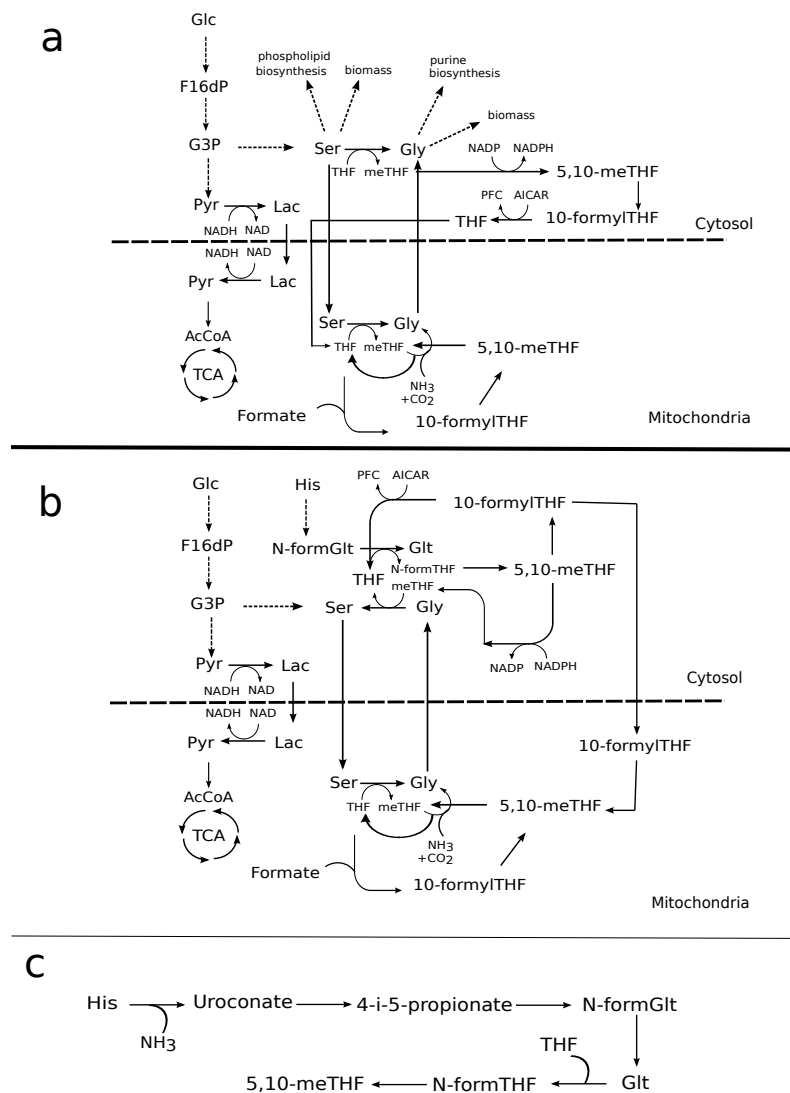 a
Glc
F16dP
G3P
phospholipid
biosynthesis
biomass
purine
biosynthesis
biomass
Ser
Gly
THF meTHF
NADP NADPH
5,10-meTHF
PFC AICAR
THF
10-formylTHF
Pyr
Lac
NADH NAD
Cytosol
NADH NAD
Pyr
Lac
AcCoA
TCA
Ser
Gly
THF meTHF
5,10-meTHF
NH3
+CO2
Formate
10-formylTHF
Mitochondria
b
Glc
His
PFC AICAR
10-formylTHF
F16dP
N-formGlt
Glt
THF
N-formTHF
meTHF
5,10-meTHF
G3P
Ser
Gly
NADP NADPH
Pyr
Lac
NADH NAD
Cytosol
NADH NAD
Pyr
Lac
10-formylTHF
AcCoA
TCA
Ser
Gly
THF meTHF
5,10-meTHF
NH3
+CO2
Formate
10-formylTHF
Mitochondria
c
His
Uroconate
4-i-5-propionate
N-formGlt
NH3
THF
5,10-meTHF
N-formTHF
Glt